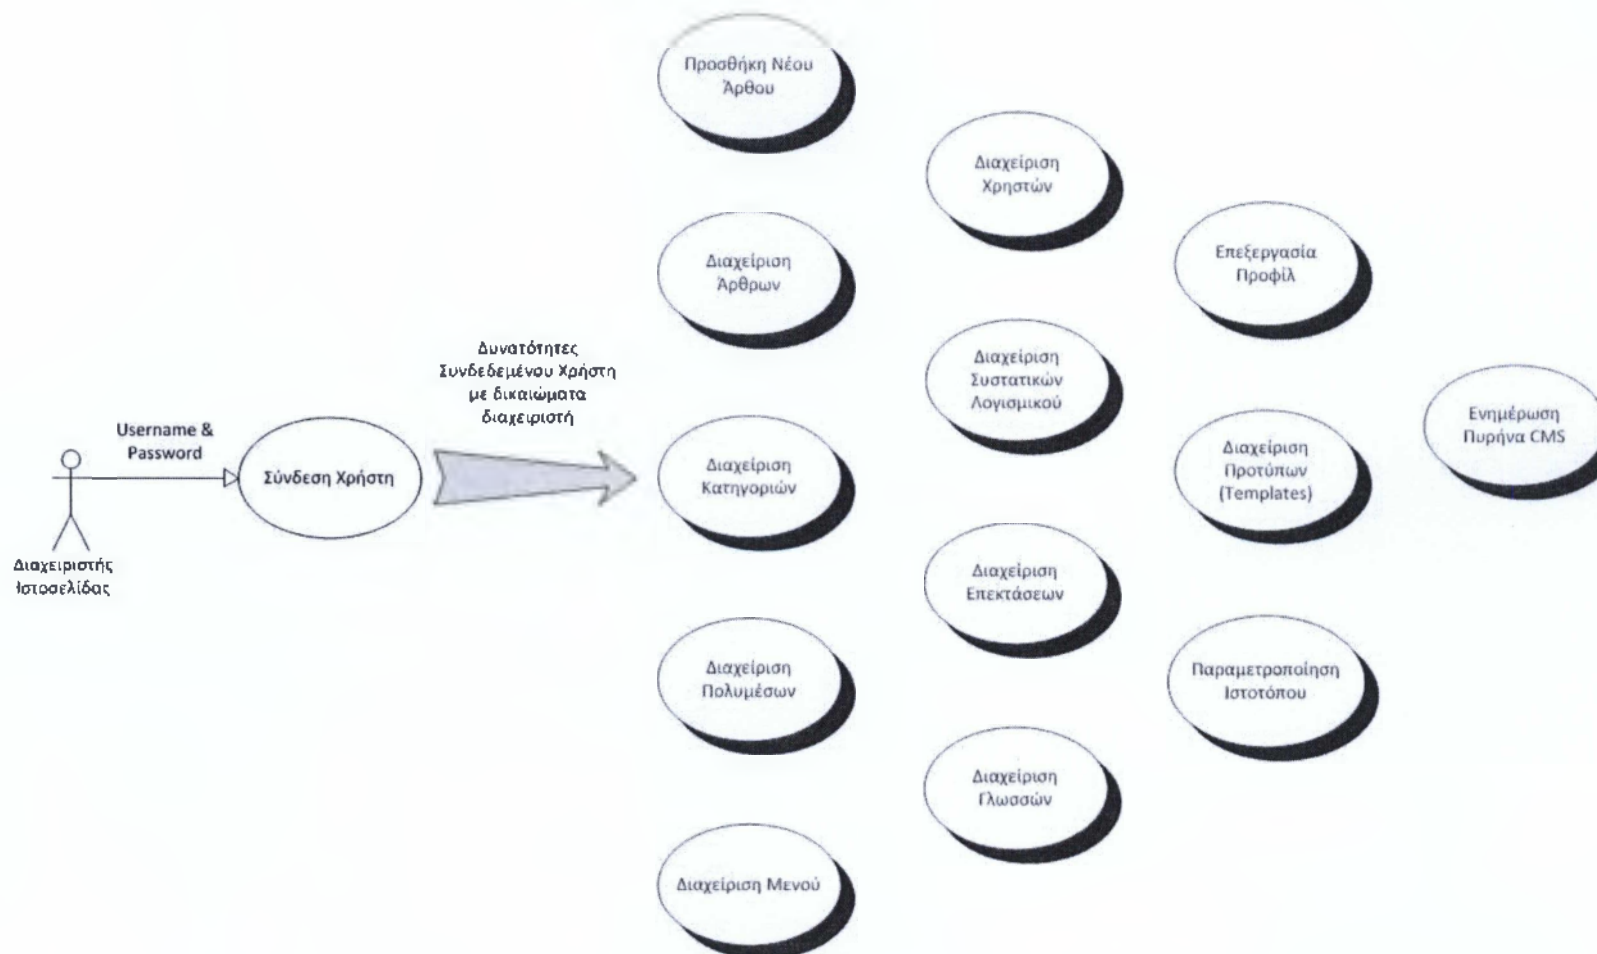 Προσθήκη Νέου
Άρθου
Διαχείριση
Χρηστών
Επεξεργασία
Προφίλ
Διαχείριση
Άρθρων
Δυνατότητες
Συνδεδεμένου Χρήστη
με δικαιώματα
διαχειριστή
Διαχείριση
Συστατικών
Λογισμικού
Ενημέρωση
Πυρήνα CMS
Username &
Password
Σύνδεση Χρήστη
Διαχείριση
Κατηγοριών
Διαχείριση
Προτύπων
(Templates)
Διαχειριστής
Ιστοσελίδας
Διαχείριση
Επεκτάσεων
Διαχείριση
Πολυμέσων
Παραμετροποίηση
Ιστοτόπου
Διαχείριση
Γλωσσών
Διαχείριση Μενού